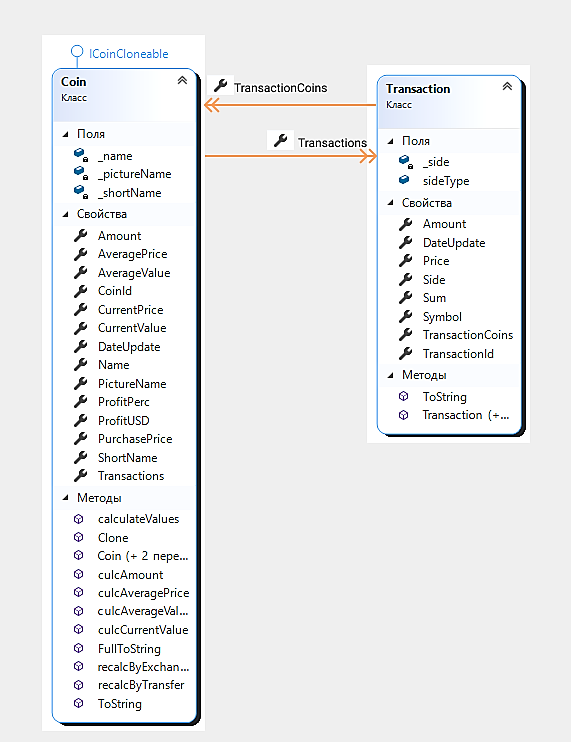 ICoinCloneable
Coin
Класс
Поля
_name
_pictureName
_shortName
Свойства
Amount
AveragePrice
AverageValue
CoinId
CurrentPrice
CurrentValue
DateUpdate
Name
PictureName
ProfitPerc
ProfitUSD
PurchasePrice
ShortName
Transactions
Методы
calculateValues
Clone
Coin (+ 2 пере...
culcAmount
culcAveragePrice
culcAverageVal...
culcCurrentValue
FullToString
recalcByExchan...
recalcByTransfer
ToString
TransactionCoins
Transactions
Transaction
Класс
Поля
_side
sideType
Свойства
Amount
DateUpdate
Price
Side
Sum
Symbol
TransactionCoins
TransactionId
Методы
ToString
Transaction (+...